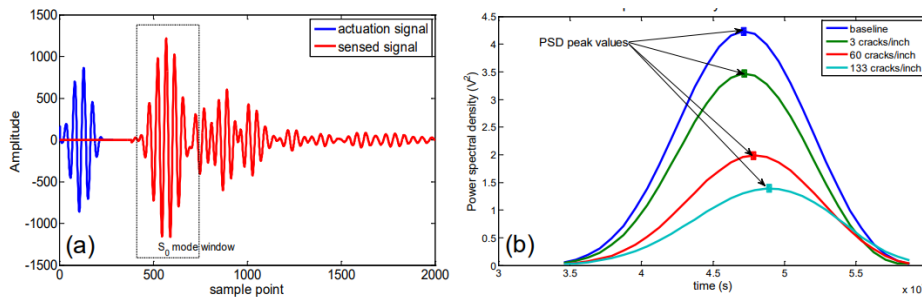 actuation signal
sensed signal
1500
1000
500
0
-500
-1000
-1500
0
500
1000
1500
2000
Amplitude
sample point
(a)
S0 mode window
PSD peak values
baseline
3 cracks/inch
60 cracks/inch
133 cracks/inch
4.5
4
3.5
3
2.5
2
1.5
1
0.5
0
3
3.5
4
4.5
5
5.5
Power spectral density (V²)
time (s)
x 10
(b)